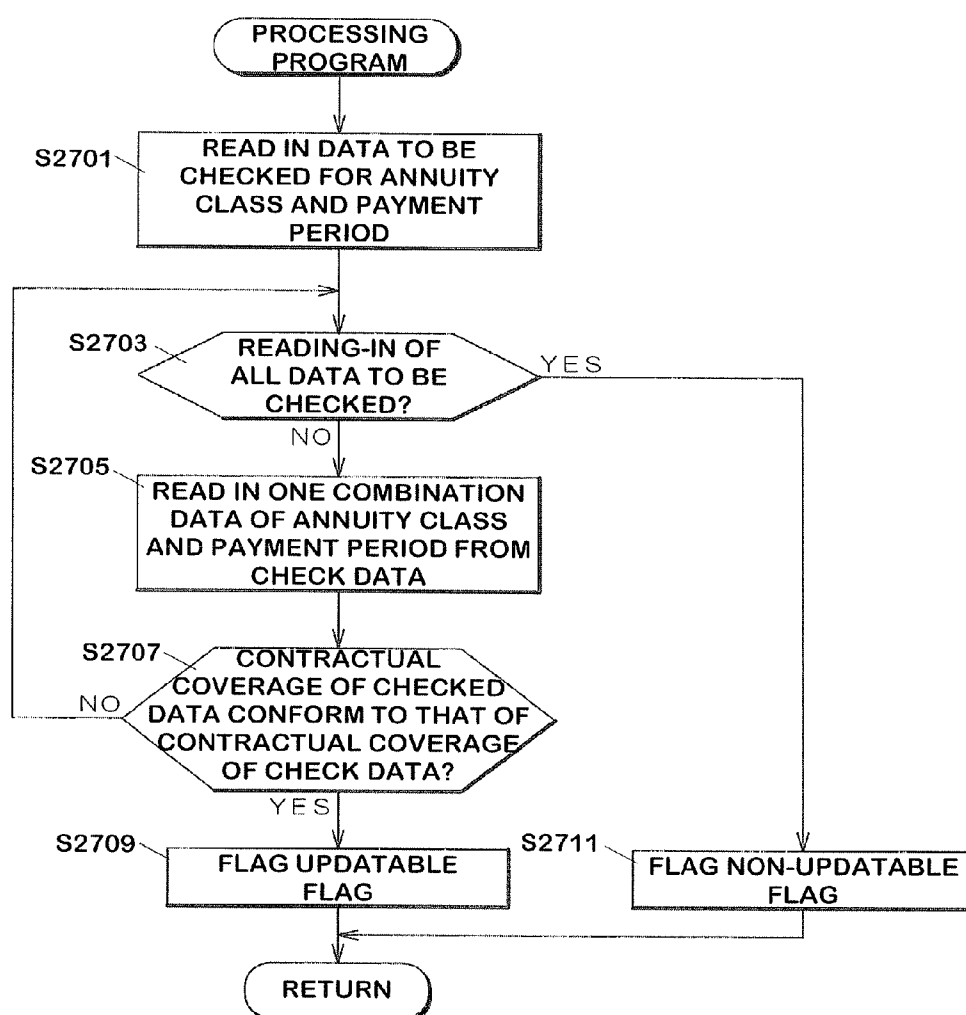 PROCESSING
PROGRAM
S2701
READ IN DATA TO BE
CHECKED FOR ANNUITY
CLASS AND PAYMENT
PERIOD
S2703
READING-IN OF
ALL DATA TO BE
CHECKED?
YES
NO
S2705
READ IN ONE COMBINATION
DATA OF ANNUITY CLASS
AND PAYMENT PERIOD FROM
CHECK DATA
S2707
CONTRACTUAL
COVERAGE OF CHECKED
DATA CONFORM TO THAT OF
CONTRACTUAL COVERAGE
OF CHECK DATA?
NO
YES
S2709
FLAG UPDATABLE
FLAG
S2711
FLAG NON-UPDATABLE
FLAG
RETURN